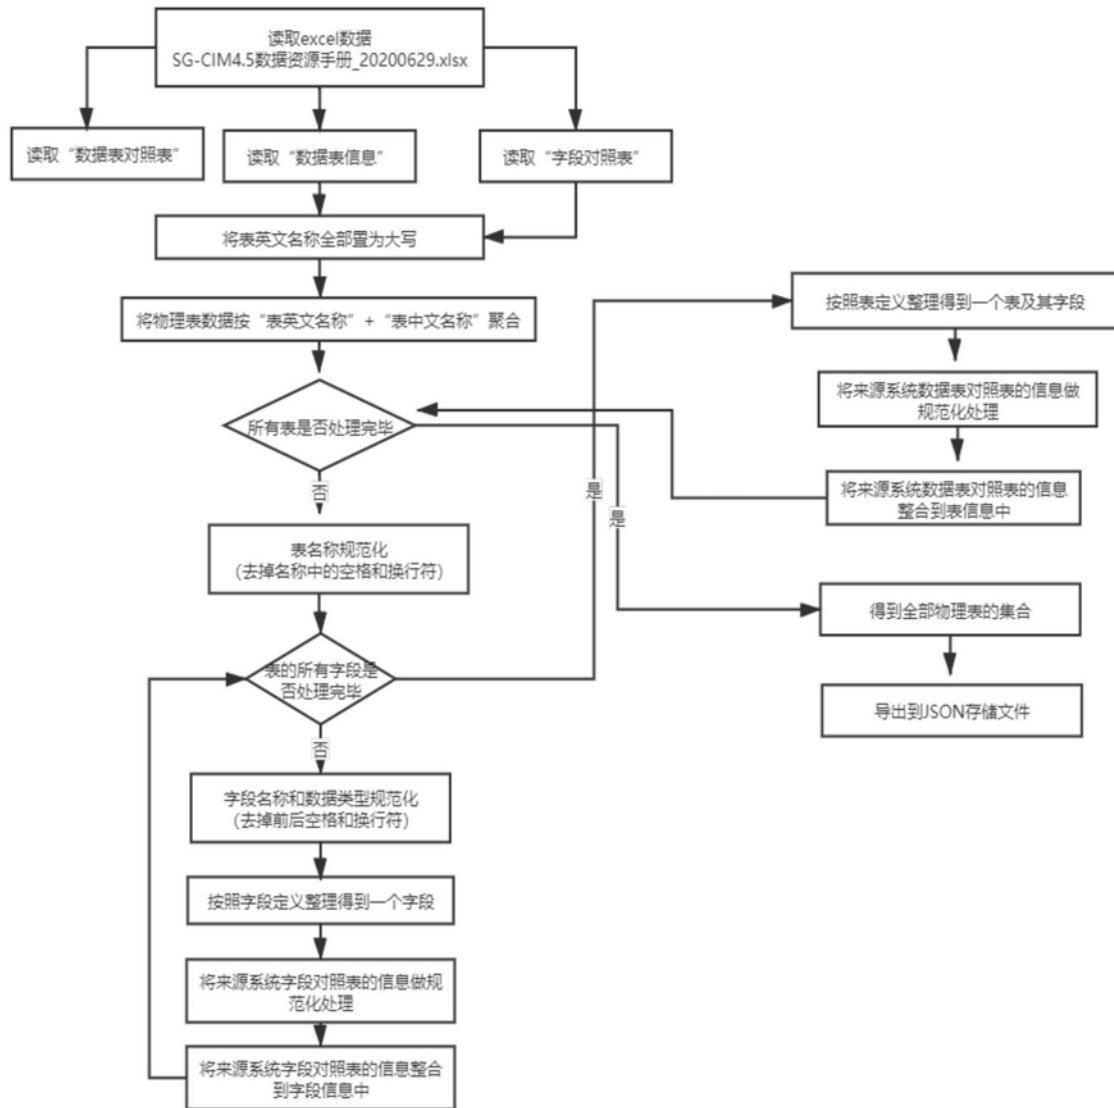 读取excel数据
SG-CIM4.5数据资源手册_20200629.xlsx
读取“数据表对照表”
读取“数据表信息”
读取“字段对照表”
将表英文名称全部置为大写
将物理表数据按“表英文名称”+“表中文名称”聚合
所有表是否处理完毕
否
是
是
表名称规范化
（去掉名称中的空格和换行符）
表的所有字段是
否处理完毕
否
字段名称和数据类型规范化
（去掉前后空格和换行符）
按照字段定义整理得到一个字段
将来源系统字段对照表的信息做规
范化处理
将来源系统字段对照表的信息整合
到字段信息中
按照表定义整理得到一个表及其字段
将来源系统数据表对照表的信息做
规范化处理
将来源系统数据表对照表的信息
整合到表信息中
得到全部物理表的集合
导出到JSON存储文件